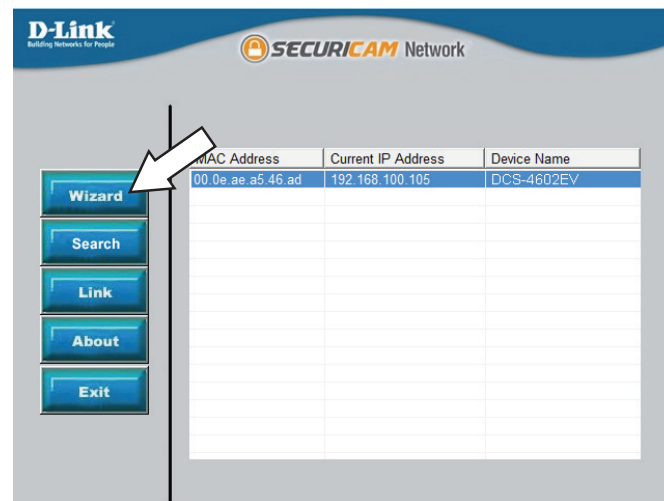 D-Link
Building Networks for People
SECURICAM Network
MAC Address Current IP Address Device Name
00.0e.ae.a5.46.ad 192.168.100.105 DCS-4602EV
Wizard
Search
Link
About
Exit